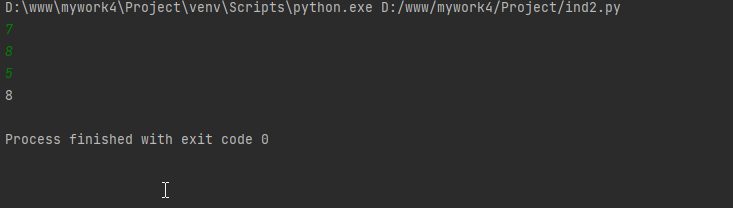 D:\www\mywork4\Project\venv\Scripts\python.exe D:/www/mywork4/Project/ind2.py
7
8
5
8
Process finished with exit code 0